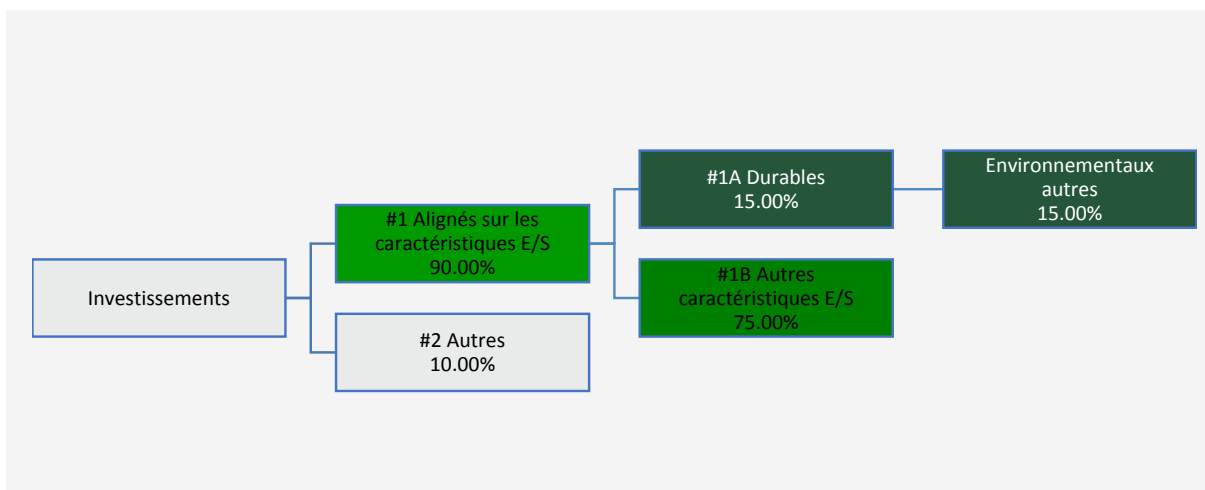 Investissements
#1 Alignés sur les
caractéristiques E/S
90.00%
#2 Autres
10.00%
#1A Durables
15.00%
#1B Autres
caractéristiques E/S
75.00%
Environnementaux
autres
15.00%